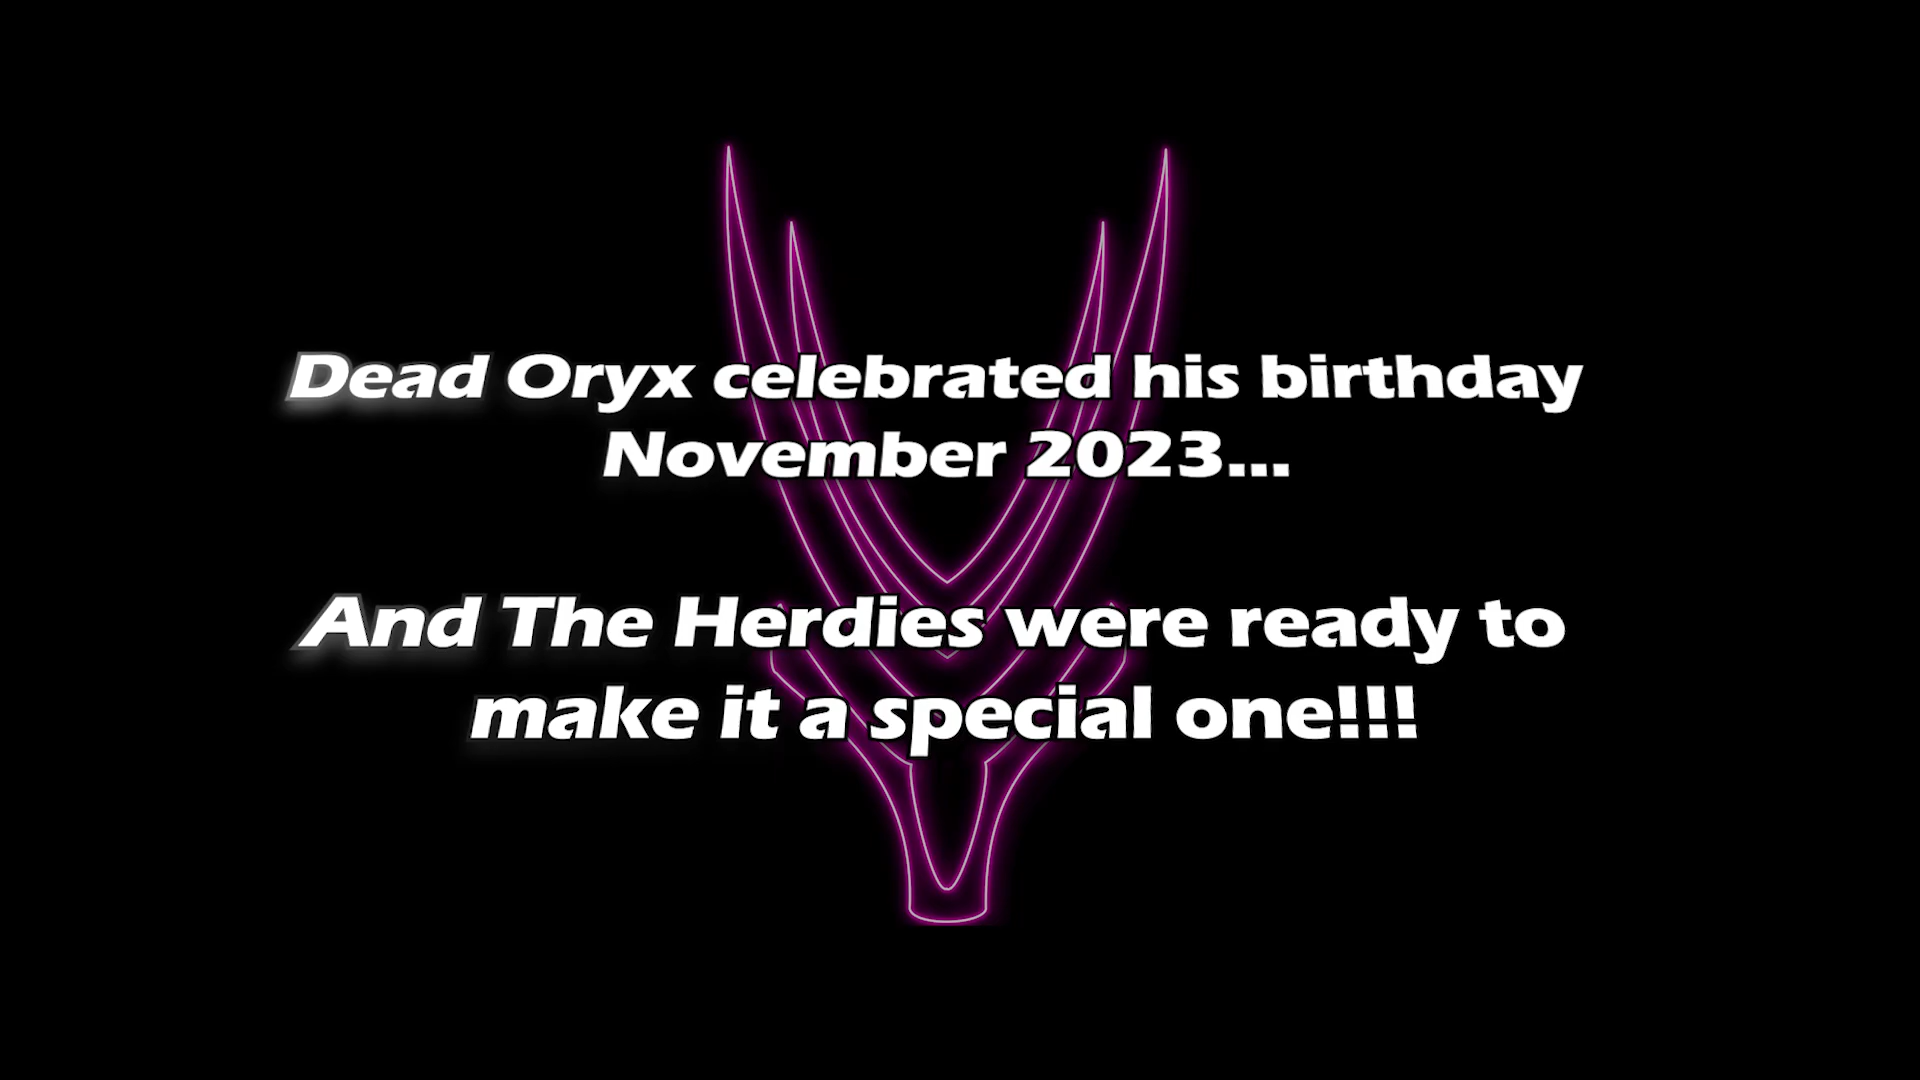 Dead Oryx celebrated his birthday
November 2023...
And The Herdies were ready to
make it a special one!!!